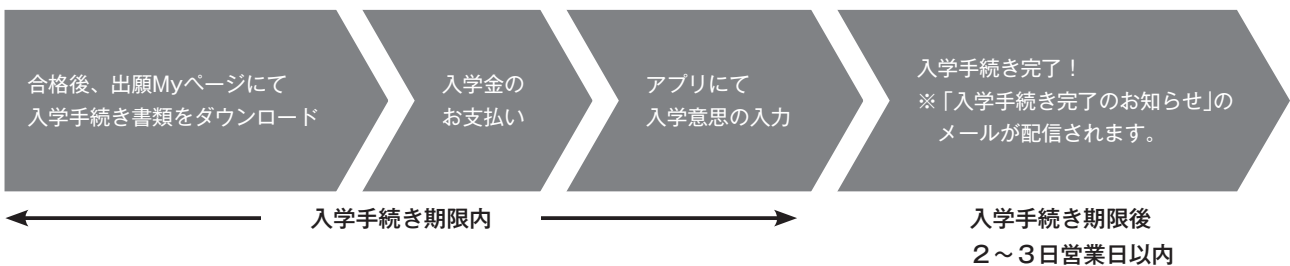 合格後、出願Myページにて
入学手続き書類をダウンロード
入学金の
お支払い
アプリにて
入学意思の入力
入学手続き完了！
※「入学手続き完了のお知らせ」の
メールが配信されます。
入学手続き期限内
入学手続き期限後
２～３日営業日以内